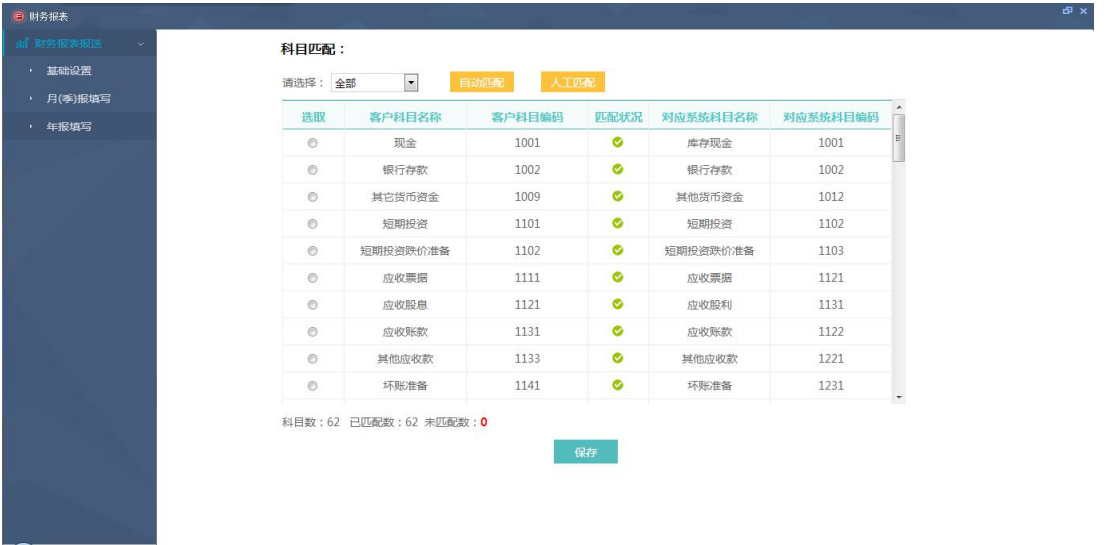 财务报表
财务报表报送
基础设置
月(季)报填写
年报填写
科目匹配：
请选择： 全部 自动匹配 人工匹配
选取 客户科目名称 客户科目编码 匹配状况 对应系统科目名称 对应系统科目编码
现金 1001 库存现金 1001
银行存款 1002 银行存款 1002
其它货币资金 1009 其他货币资金 1012
短期投资 1101 短期投资 1102
短期投资跌价准备 1102 短期投资跌价准备 1103
应收票据 1111 应收票据 1121
应收股息 1121 应收股利 1131
应收账款 1131 应收账款 1122
其他应收款 1133 其他应收款 1221
坏账准备 1141 坏账准备 1231
科目数：62 已匹配数：62 未匹配数：0
保存